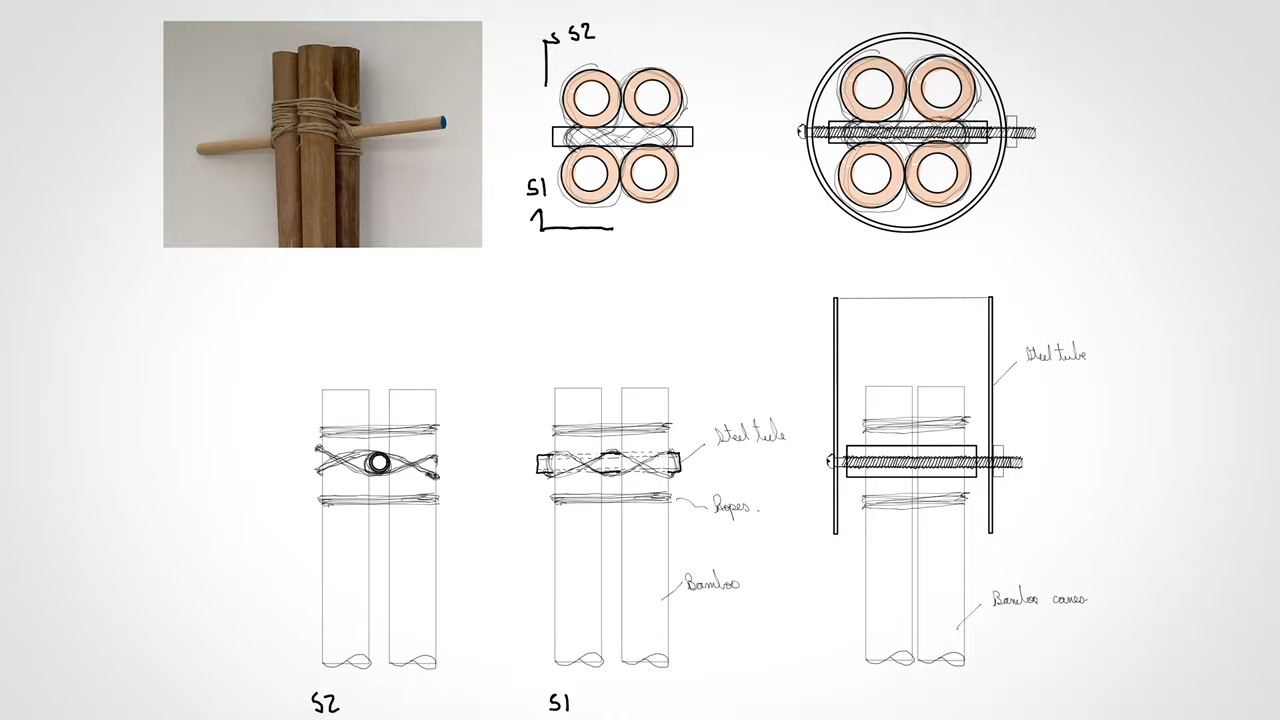 S2
S1
Steel tube
Steel tube
Ropes.
Bamboo
Bamboo canes
S2
S1